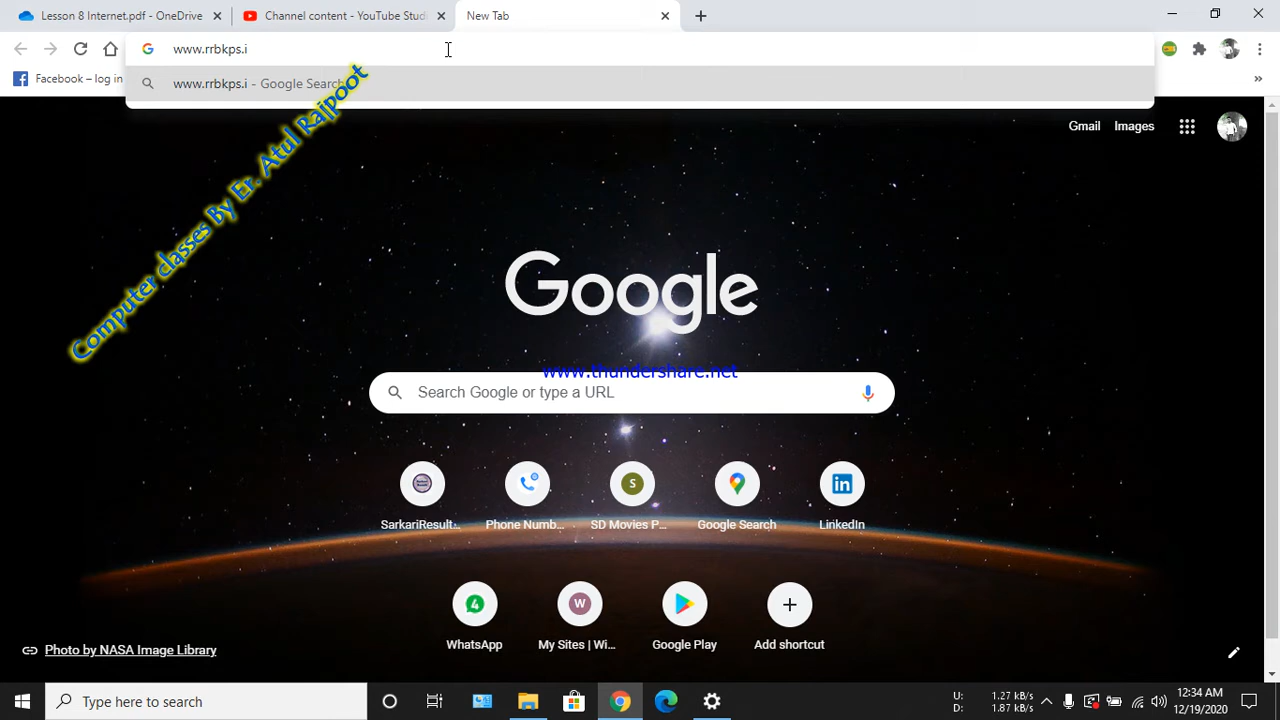 Lesson 8 Internet.pdf - OneDrive
Channel content - YouTube Studi
New Tab
www.rrbkps.i
Facebook – log in
»
www.rrbkps.i - Google Search
Gmail
Images
Computer classes By Er. Atul Rajpoot
Google
www.thundershare.net
Search Google or type a URL
SarkariResult...
Phone Numb...
SD Movies P...
Google Search
LinkedIn
WhatsApp
My Sites | Wi...
Google Play
Add shortcut
Photo by NASA Image Library
Type here to search
U: 1.27 kB/s
D: 1.87 kB/s
12:34 AM
12/19/2020